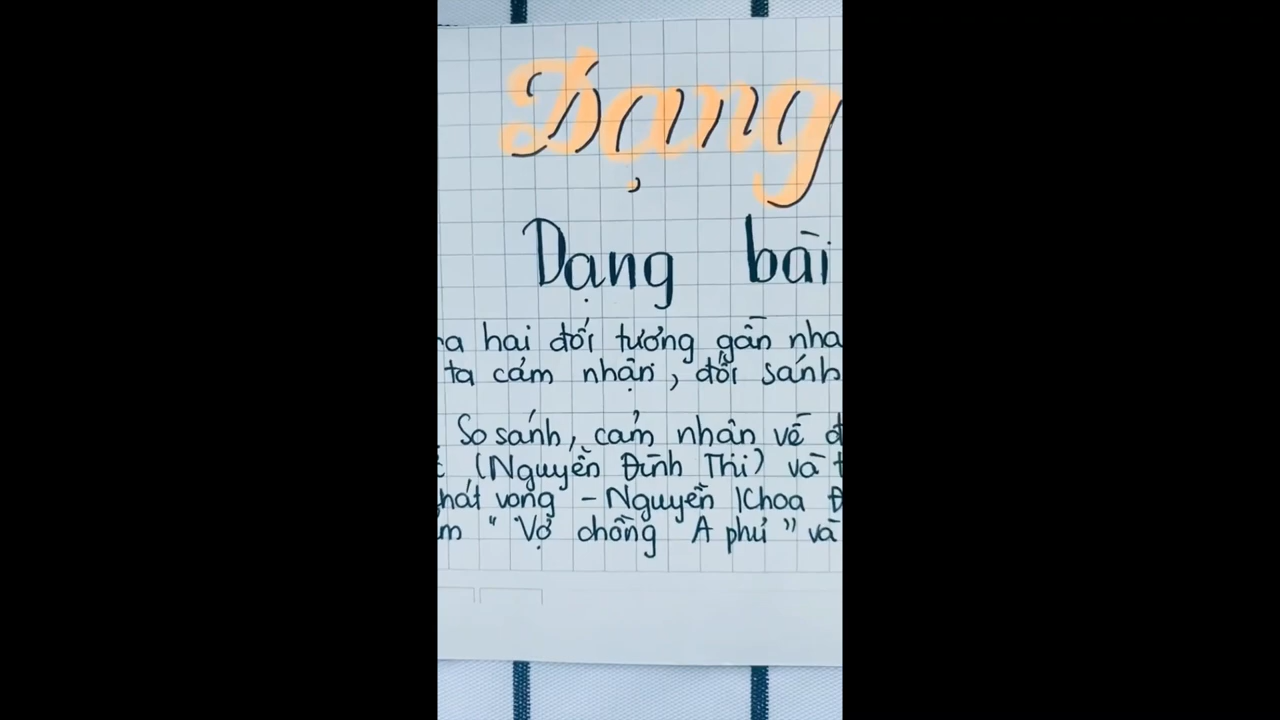 Dạng
Dạng bài
hai đối tương gần nha
ta cảm nhận, đối sánh
So sánh, cảm nhận về đ
(Nguyễn Đình Thi) và t
hát vọng - Nguyễn Khoa Đ
m " Vợ chồng A phủ " và